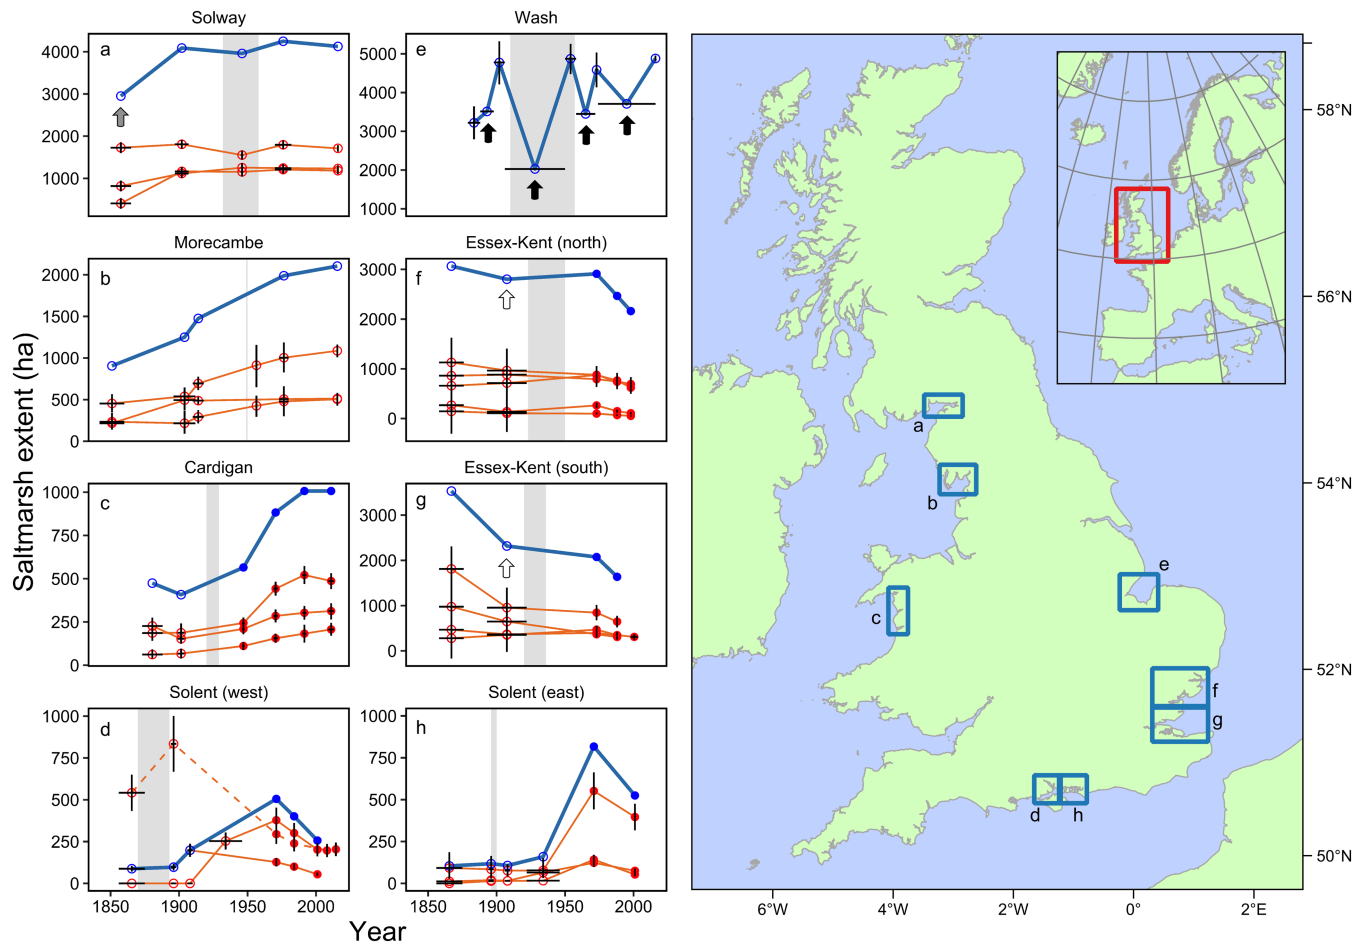 Solway
a
4000
3000
2000
1000
Wash
e
5000
4000
3000
2000
1000
Morecambe
b
2000
1500
1000
500
0
Essex-Kent (north)
f
3000
2000
1000
0
Cardigan
c
1000
750
500
250
0
Essex-Kent (south)
g
3000
2000
1000
0
Solent (west)
d
1000
750
500
250
0
1850 1900 1950 2000
Solent (east)
h
1000
750
500
250
0
1850 1900 1950 2000
Saltmarsh extent (ha)
Year
a
b
c
d
h
e
f
g
58°N
56°N
54°N
52°N
50°N
6°W 4°W 2°W 0° 2°E